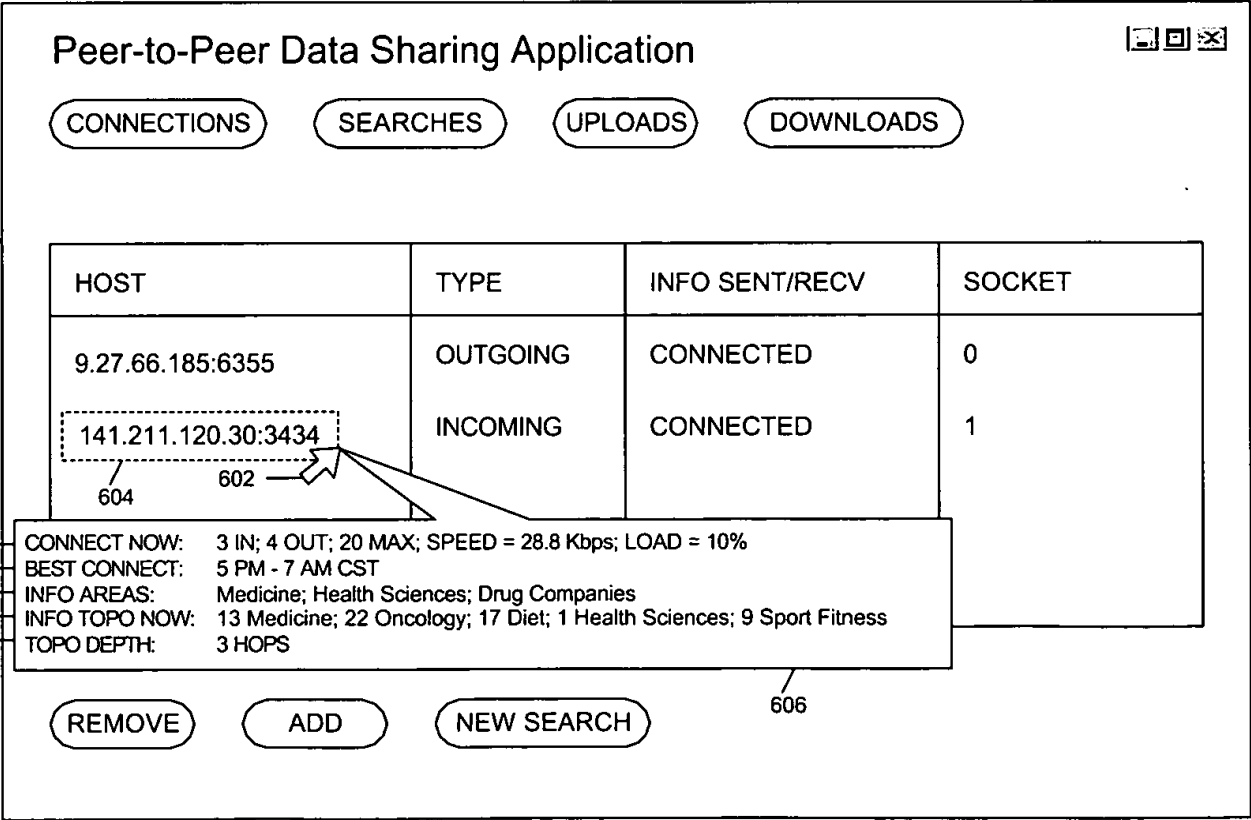 Peer-to-Peer Data Sharing Application
CONNECTIONS SEARCHES UPLOADS DOWNLOADS
HOST TYPE INFO SENT/RECV SOCKET
9.27.66.185:6355 OUTGOING CONNECTED 0
141.211.120.30:3434 INCOMING CONNECTED 1
604 602
CONNECT NOW: 3 IN; 4 OUT; 20 MAX; SPEED = 28.8 Kbps; LOAD = 10%
BEST CONNECT: 5 PM - 7 AM CST
INFO AREAS: Medicine; Health Sciences; Drug Companies
INFO TOPO NOW: 13 Medicine; 22 Oncology; 17 Diet; 1 Health Sciences; 9 Sport Fitness
TOPO DEPTH: 3 HOPS
606
REMOVE ADD NEW SEARCH